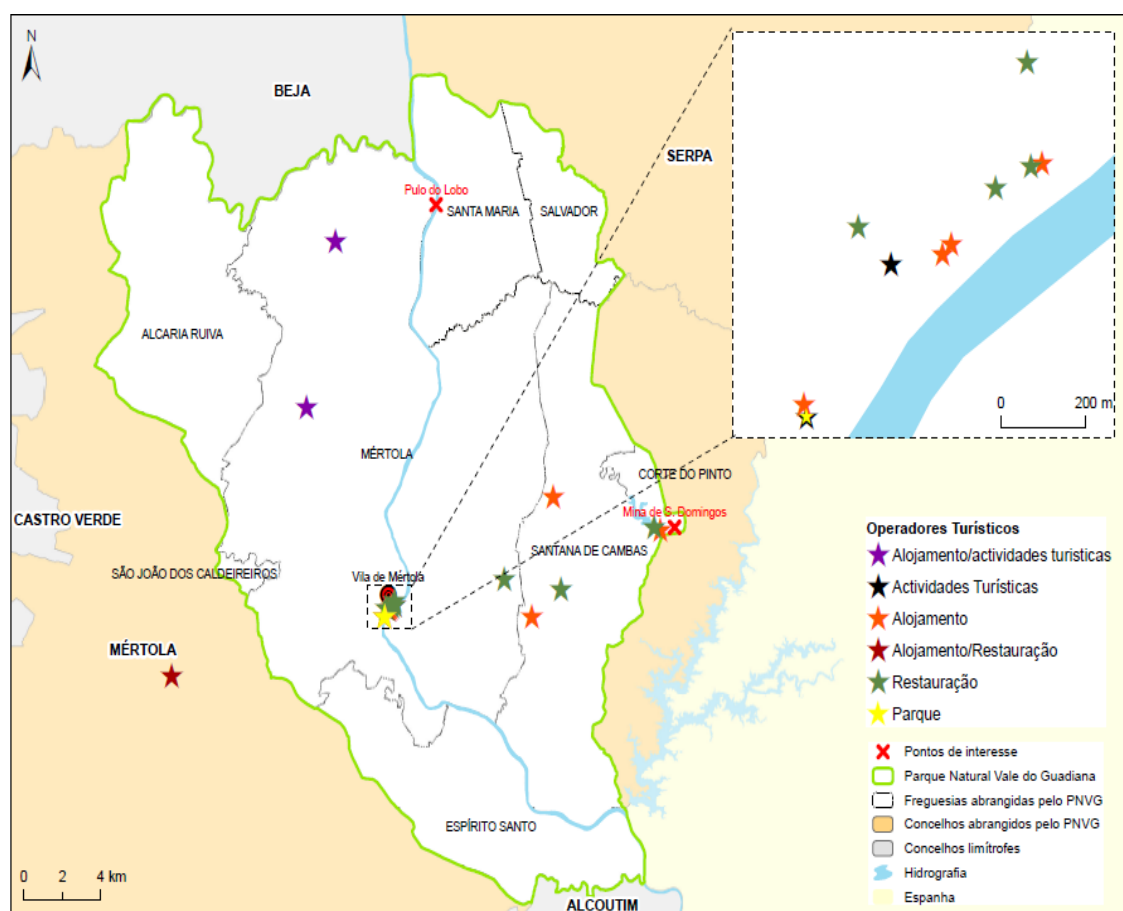 N
BEJA
SERPA
Pulo do Lobo
SANTA MARIA
SALVADOR
ALCARIA RUIVA
0 200 m
MÉRTOLA
CORTE DO PINTO
Mina de S. Domingos
CASTRO VERDE
SANTANA DE CAMBAS
SÃO JOÃO DOS CALDEIREIROS
Vila de Mértola
MÉRTOLA
ESPÍRITO SANTO
0 2 4 km
ALCOUTIM
Operadores Turísticos
Alojamento/actividades turisticas
Actividades Turísticas
Alojamento
Alojamento/Restauração
Restauração
Parque
Pontos de interesse
Parque Natural Vale do Guadiana
Freguesias abrangidas pelo PNVG
Concelhos abrangidos pelo PNVG
Concelhos limítrofes
Hidrografia
Espanha